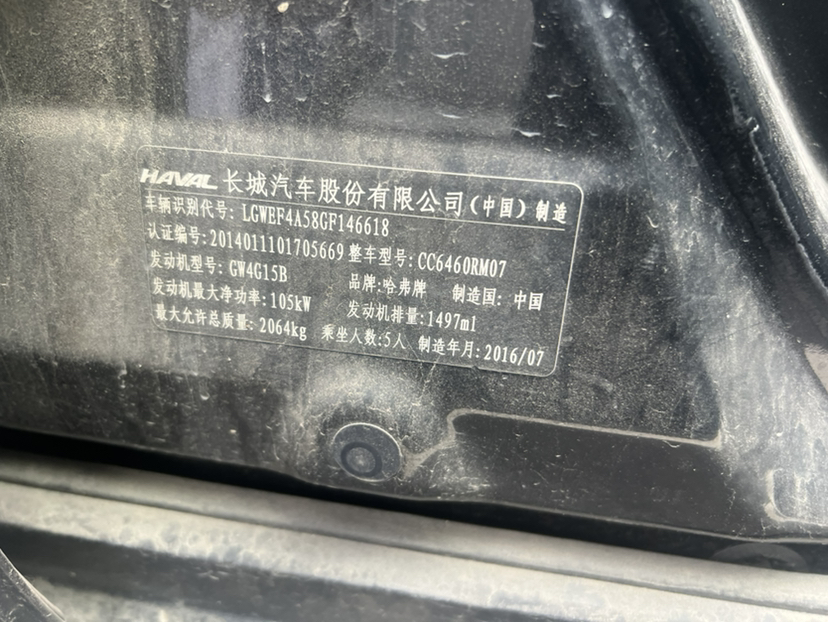 HAVAL 长城汽车股份有限公司(中国)制造
车辆识别代号: LGWEF4A58GF146618
认证编号:2014011101705669 整车型号: CC6460RM07
发动机型号: GW4G15B 品牌: 哈弗牌 制造国: 中国
发动机最大净功率:105kW 发动机排量:1497ml
最大允许总质量: 2064kg 乘坐人数:5人 制造年月:2016/07